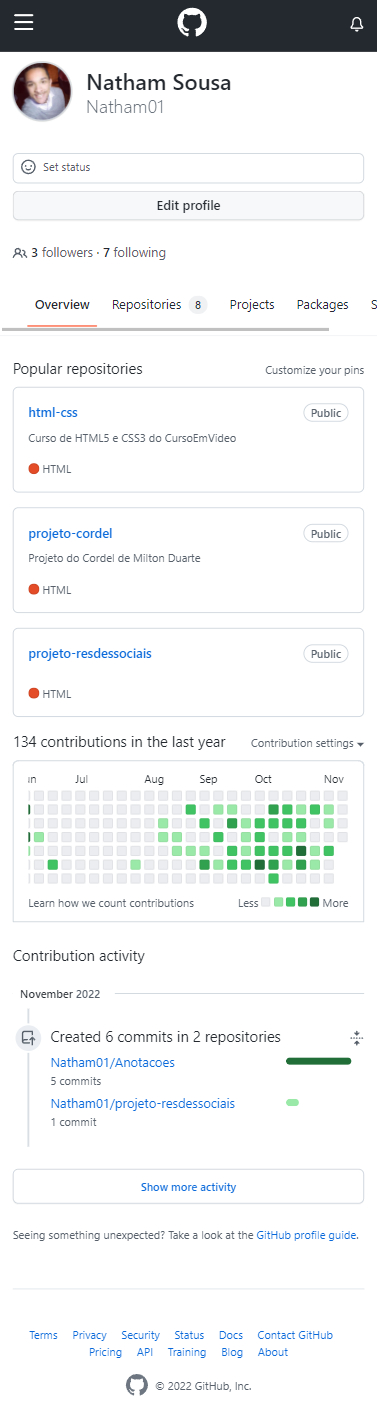 Natham Sousa
Natham01
Set status
Edit profile
3 followers · 7 following
Overview Repositories 8 Projects Packages S
Popular repositories Customize your pins
html-css Public
Curso de HTML5 e CSS3 do CursoEmVideo
HTML
projeto-cordel Public
Projeto do Cordel de Milton Duarte
HTML
projeto-resdessociais Public
HTML
134 contributions in the last year Contribution settings
un Jul Aug Sep Oct Nov
Learn how we count contributions Less More
Contribution activity
November 2022
Created 6 commits in 2 repositories
Natham01/Anotacoes
5 commits
Natham01/projeto-resdessociais
1 commit
Show more activity
Seeing something unexpected? Take a look at the GitHub profile guide.
Terms Privacy Security Status Docs Contact GitHub
Pricing API Training Blog About
© 2022 GitHub, Inc.